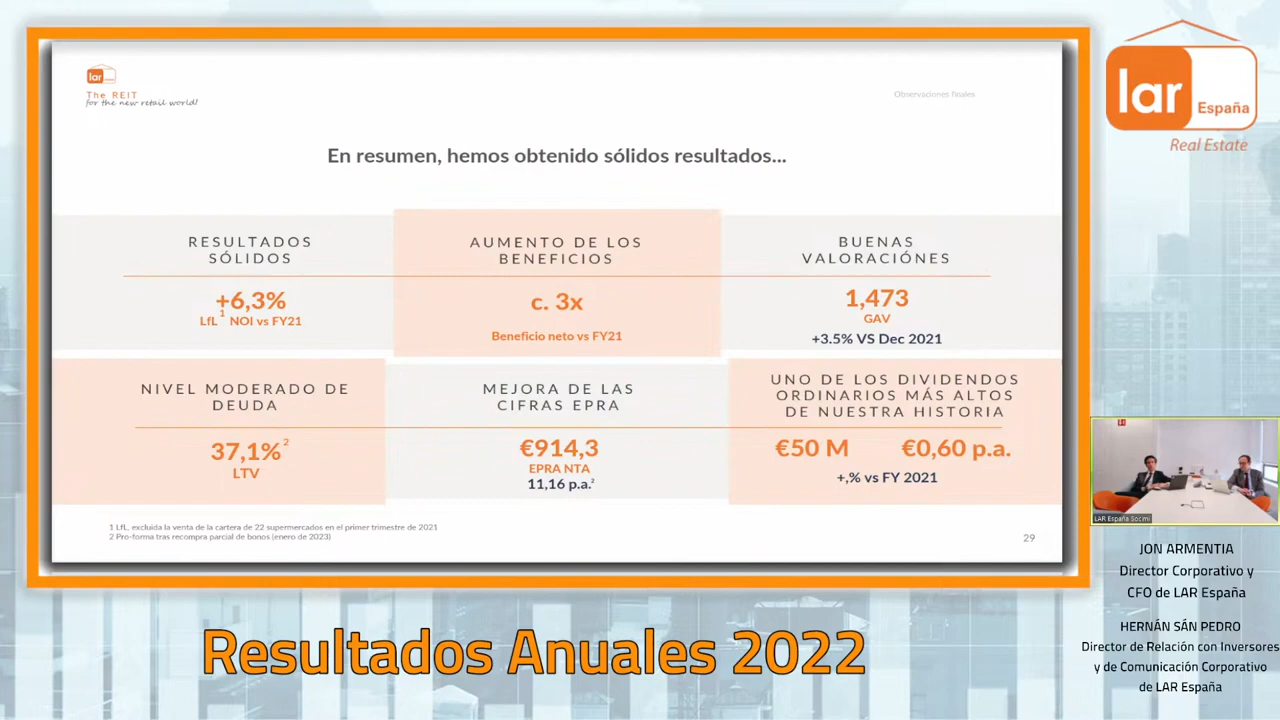 lar
The REIT
for the new retail world!
Observaciones finales
En resumen, hemos obtenido sólidos resultados...
RESULTADOS
SÓLIDOS
+6,3%
LfL¹ NOI vs FY21
AUMENTO DE LOS
BENEFICIOS
c. 3x
Beneficio neto vs FY21
BUENAS
VALORACIÓNES
1,473
GAV
+3.5% VS Dec 2021
NIVEL MODERADO DE
DEUDA
37,1%²
LTV
MEJORA DE LAS
CIFRAS EPRA
€914,3
EPRA NTA
11,16 p.a.²
UNO DE LOS DIVIDENDOS
ORDINARIOS MÁS ALTOS
DE NUESTRA HISTORIA
€50 M €0,60 p.a.
+,% vs FY 2021
1 LfL, excluida la venta de la cartera de 22 supermercados en el primer trimestre de 2021
2 Pro-forma tras recompra parcial de bonos (enero de 2023)
29
lar
España
Real Estate
LAR España Socimi
JON ARMENTIA
Director Corporativo y
CFO de LAR España
HERNÁN SÁN PEDRO
Director de Relación con Inversores
y de Comunicación Corporativo
de LAR España
Resultados Anuales 2022